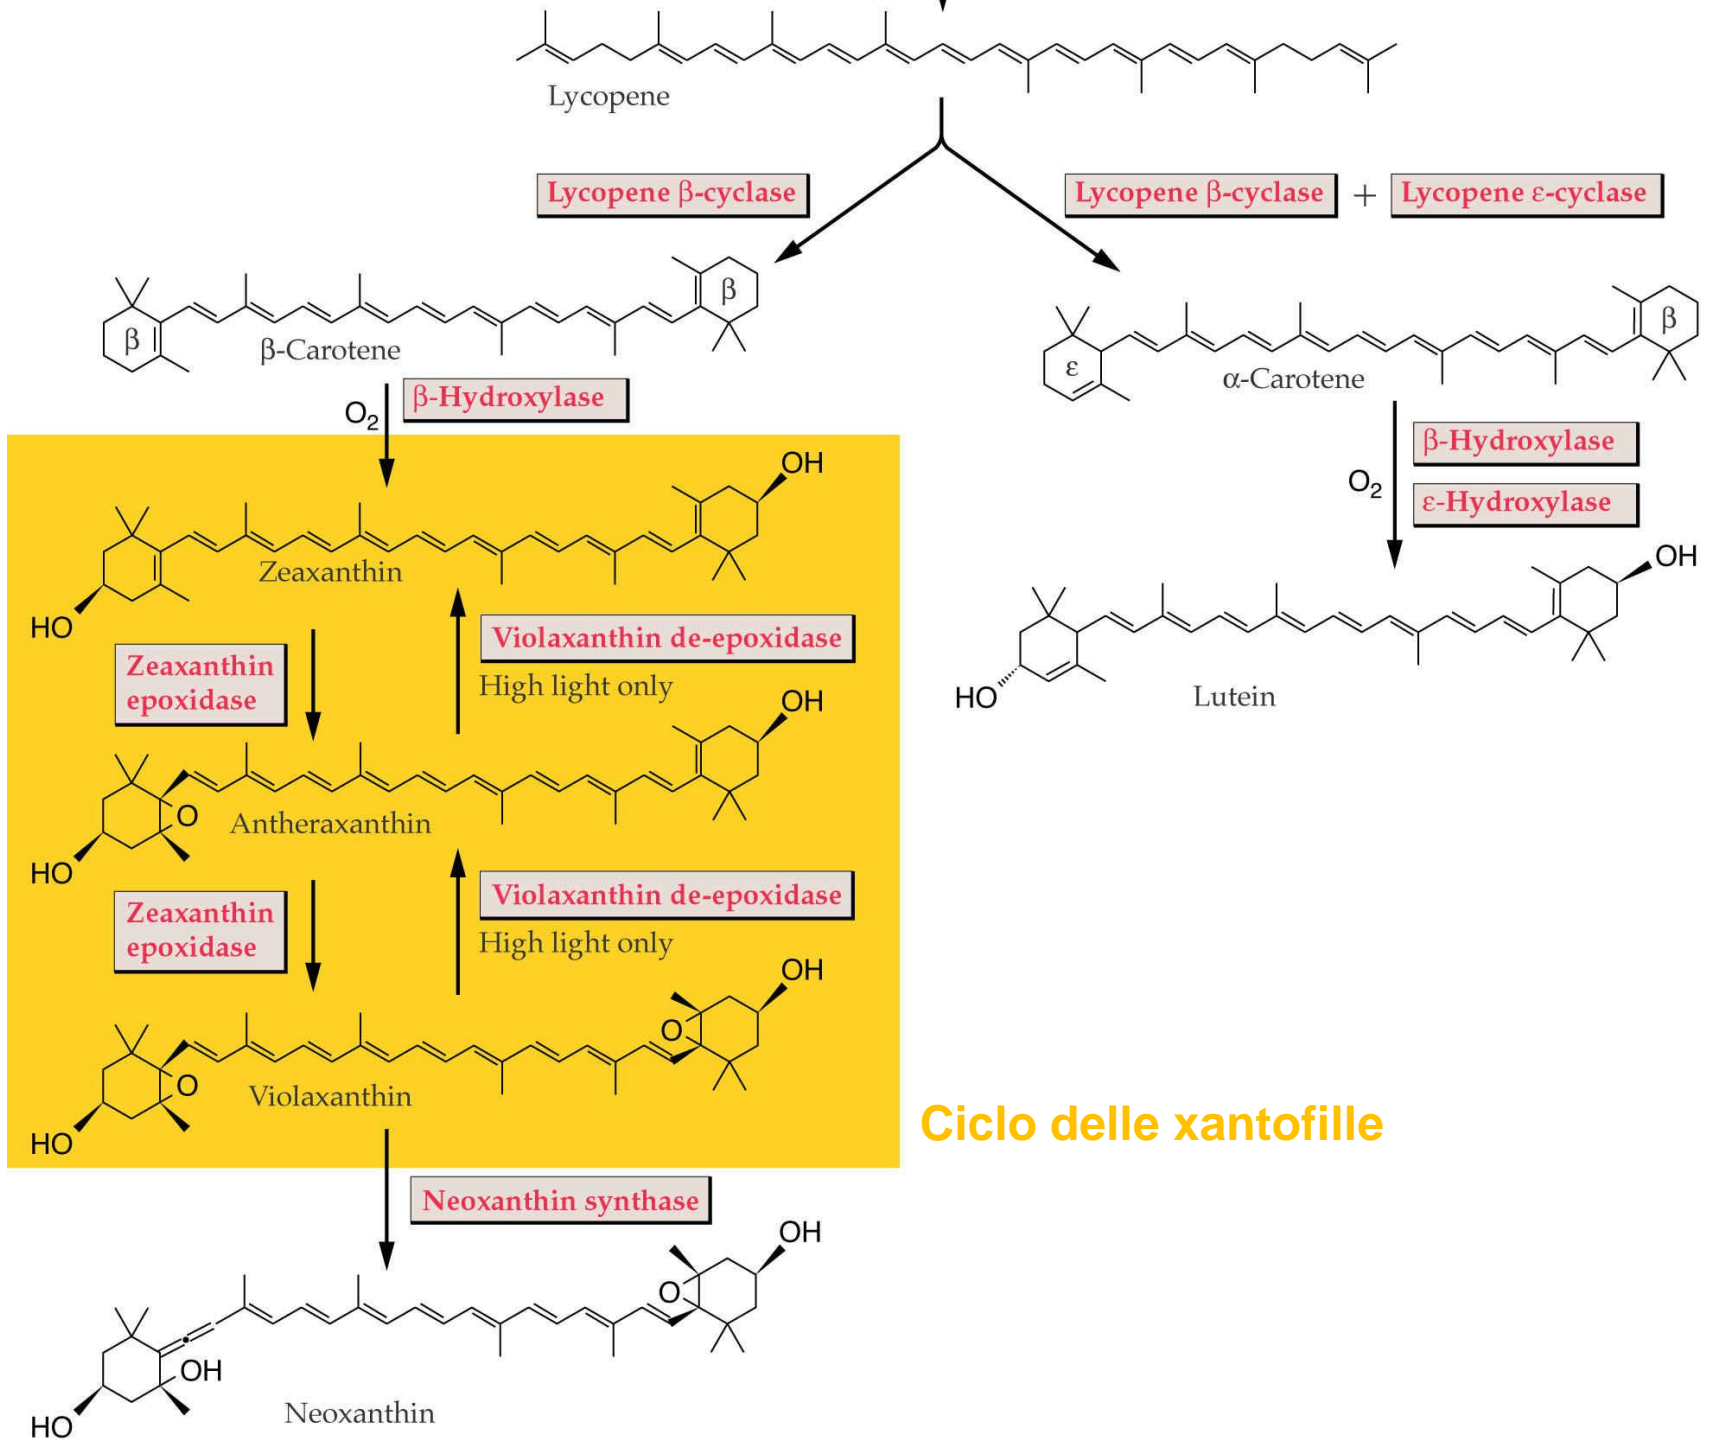 Lycopene
Lycopene β-cyclase
Lycopene β-cyclase + Lycopene ε-cyclase
β
β
β-Carotene
ε
β
α-Carotene
O₂
β-Hydroxylase
O₂
β-Hydroxylase
ε-Hydroxylase
OH
HO
Zeaxanthin
OH
HO
Lutein
Zeaxanthin
epoxidase
Violaxanthin de-epoxidase
High light only
OH
O
HO
Antheraxanthin
Zeaxanthin
epoxidase
Violaxanthin de-epoxidase
High light only
OH
O
O
HO
Violaxanthin
Ciclo delle xantofille
Neoxanthin synthase
OH
O
OH
HO
Neoxanthin